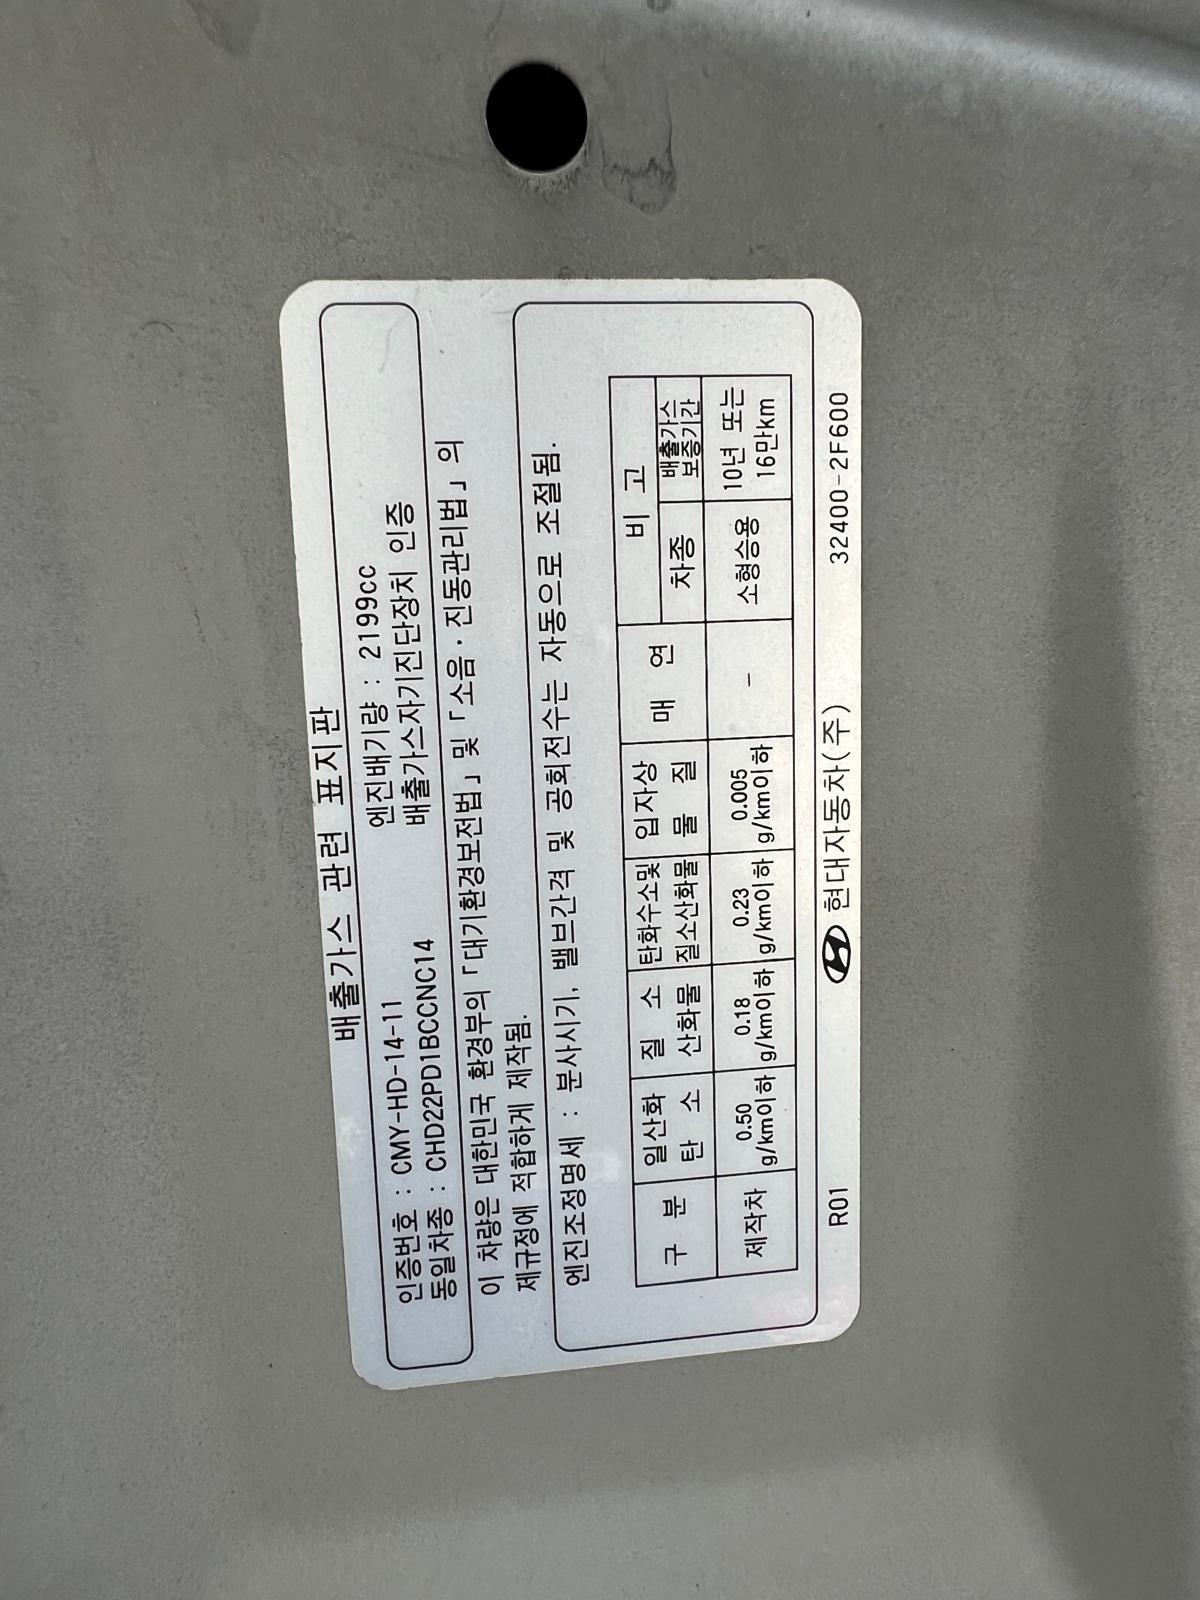 배출가스 관련 표지판
인증번호 : CMY-HD-14-11 엔진배기량 : 2199cc
동일차종 : CHD22PD1BCCNC14 배출가스자기진단장치 인증
이 차량은 대한민국 환경부의 「대기환경보전법」 및 「소음·진동관리법」 의
제규정에 적합하게 제작됨.
엔진조정명세 : 분사시기, 밸브간격 및 공회전수는 자동으로 조절됨.
구 분 일산화 탄 소 질 소 산화물 탄화수소및 질소산화물 입자상 물 질 매 연 비 고
차종 배출가스 보증기간
제작차 0.50 g/km이하 0.18 g/km이하 0.23 g/km이하 0.005 g/km이하 - 소형승용 10년 또는 16만km
R01 현대자동차(주) 32400-2F600